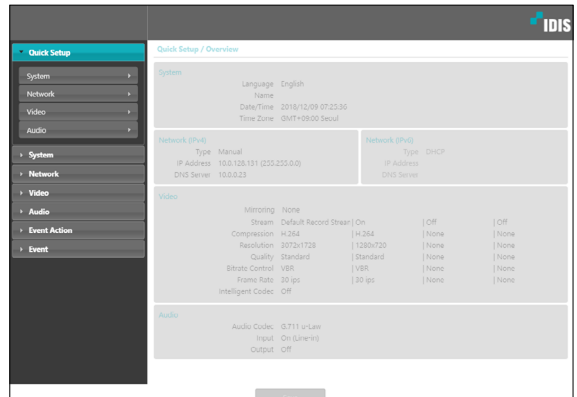 IDIS
Quick Setup
System
Network
Video
Audio
System
Network
Video
Audio
Event Action
Event
Quick Setup / Overview
System
Language English
Name
Date/Time 2016/12/09 07:25:36
Time Zone GMT+09:00 Seoul
Network (IPv4)
Type Manual
IP Address 10.0.128.131 (255.255.0.0)
DNS Server 10.0.0.23
Network (IPv6)
Type DHCP
IP Address
DNS Server
Video
Mirroring None
Stream Default Record Strear | On | Off | Off
Compression H.264 | H.264 | None | None
Resolution 3072x1728 | 1280x720 | None | None
Quality Standard | Standard | None | None
Bitrate Control VBR | VBR | None | None
Frame Rate 30 ips | 30 ips | None | None
Intelligent Codec Off
Audio
Audio Codec G.711 u-Law
Input On (Line-in)
Output Off